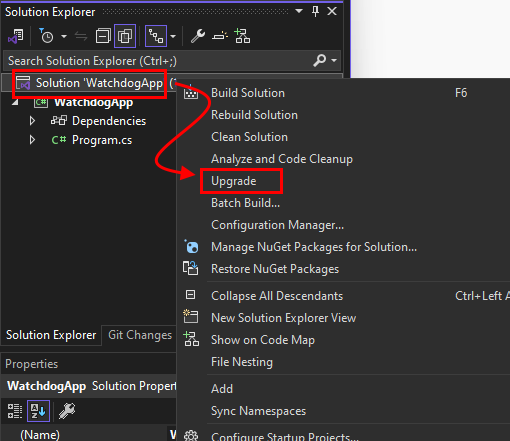 Solution Explorer
Search Solution Explorer (Ctrl+;)
Solution 'WatchdogApp
C# WatchdogApp
Dependencies
C# Program.cs
Build Solution F6
Rebuild Solution
Clean Solution
Analyze and Code Cleanup
Upgrade
Batch Build...
Configuration Manager...
Manage NuGet Packages for Solution...
Restore NuGet Packages
Collapse All Descendants Ctrl+Left A
New Solution Explorer View
Show on Code Map
File Nesting
Add
Sync Namespaces
Configure Startup Projects...
Solution Explorer Git Changes
Properties
WatchdogApp Solution Propert
(Name)